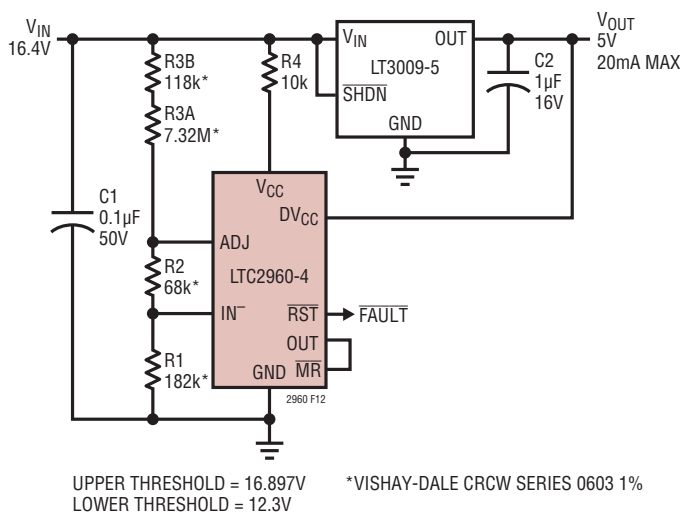 VIN
16.4V
R3B
118k*
R3A
7.32M*
R4
10k
VIN
OUT
LT3009-5
SHDN
GND
VOUT
5V
20mA MAX
C2
1µF
16V
C1
0.1µF
50V
VCC
DVCC
ADJ
LTC2960-4
R2
68k*
IN–
RST
FAULT
OUT
R1
182k*
GND
MR
2960 F12
UPPER THRESHOLD = 16.897V
LOWER THRESHOLD = 12.3V
*VISHAY-DALE CRCW SERIES 0603 1%